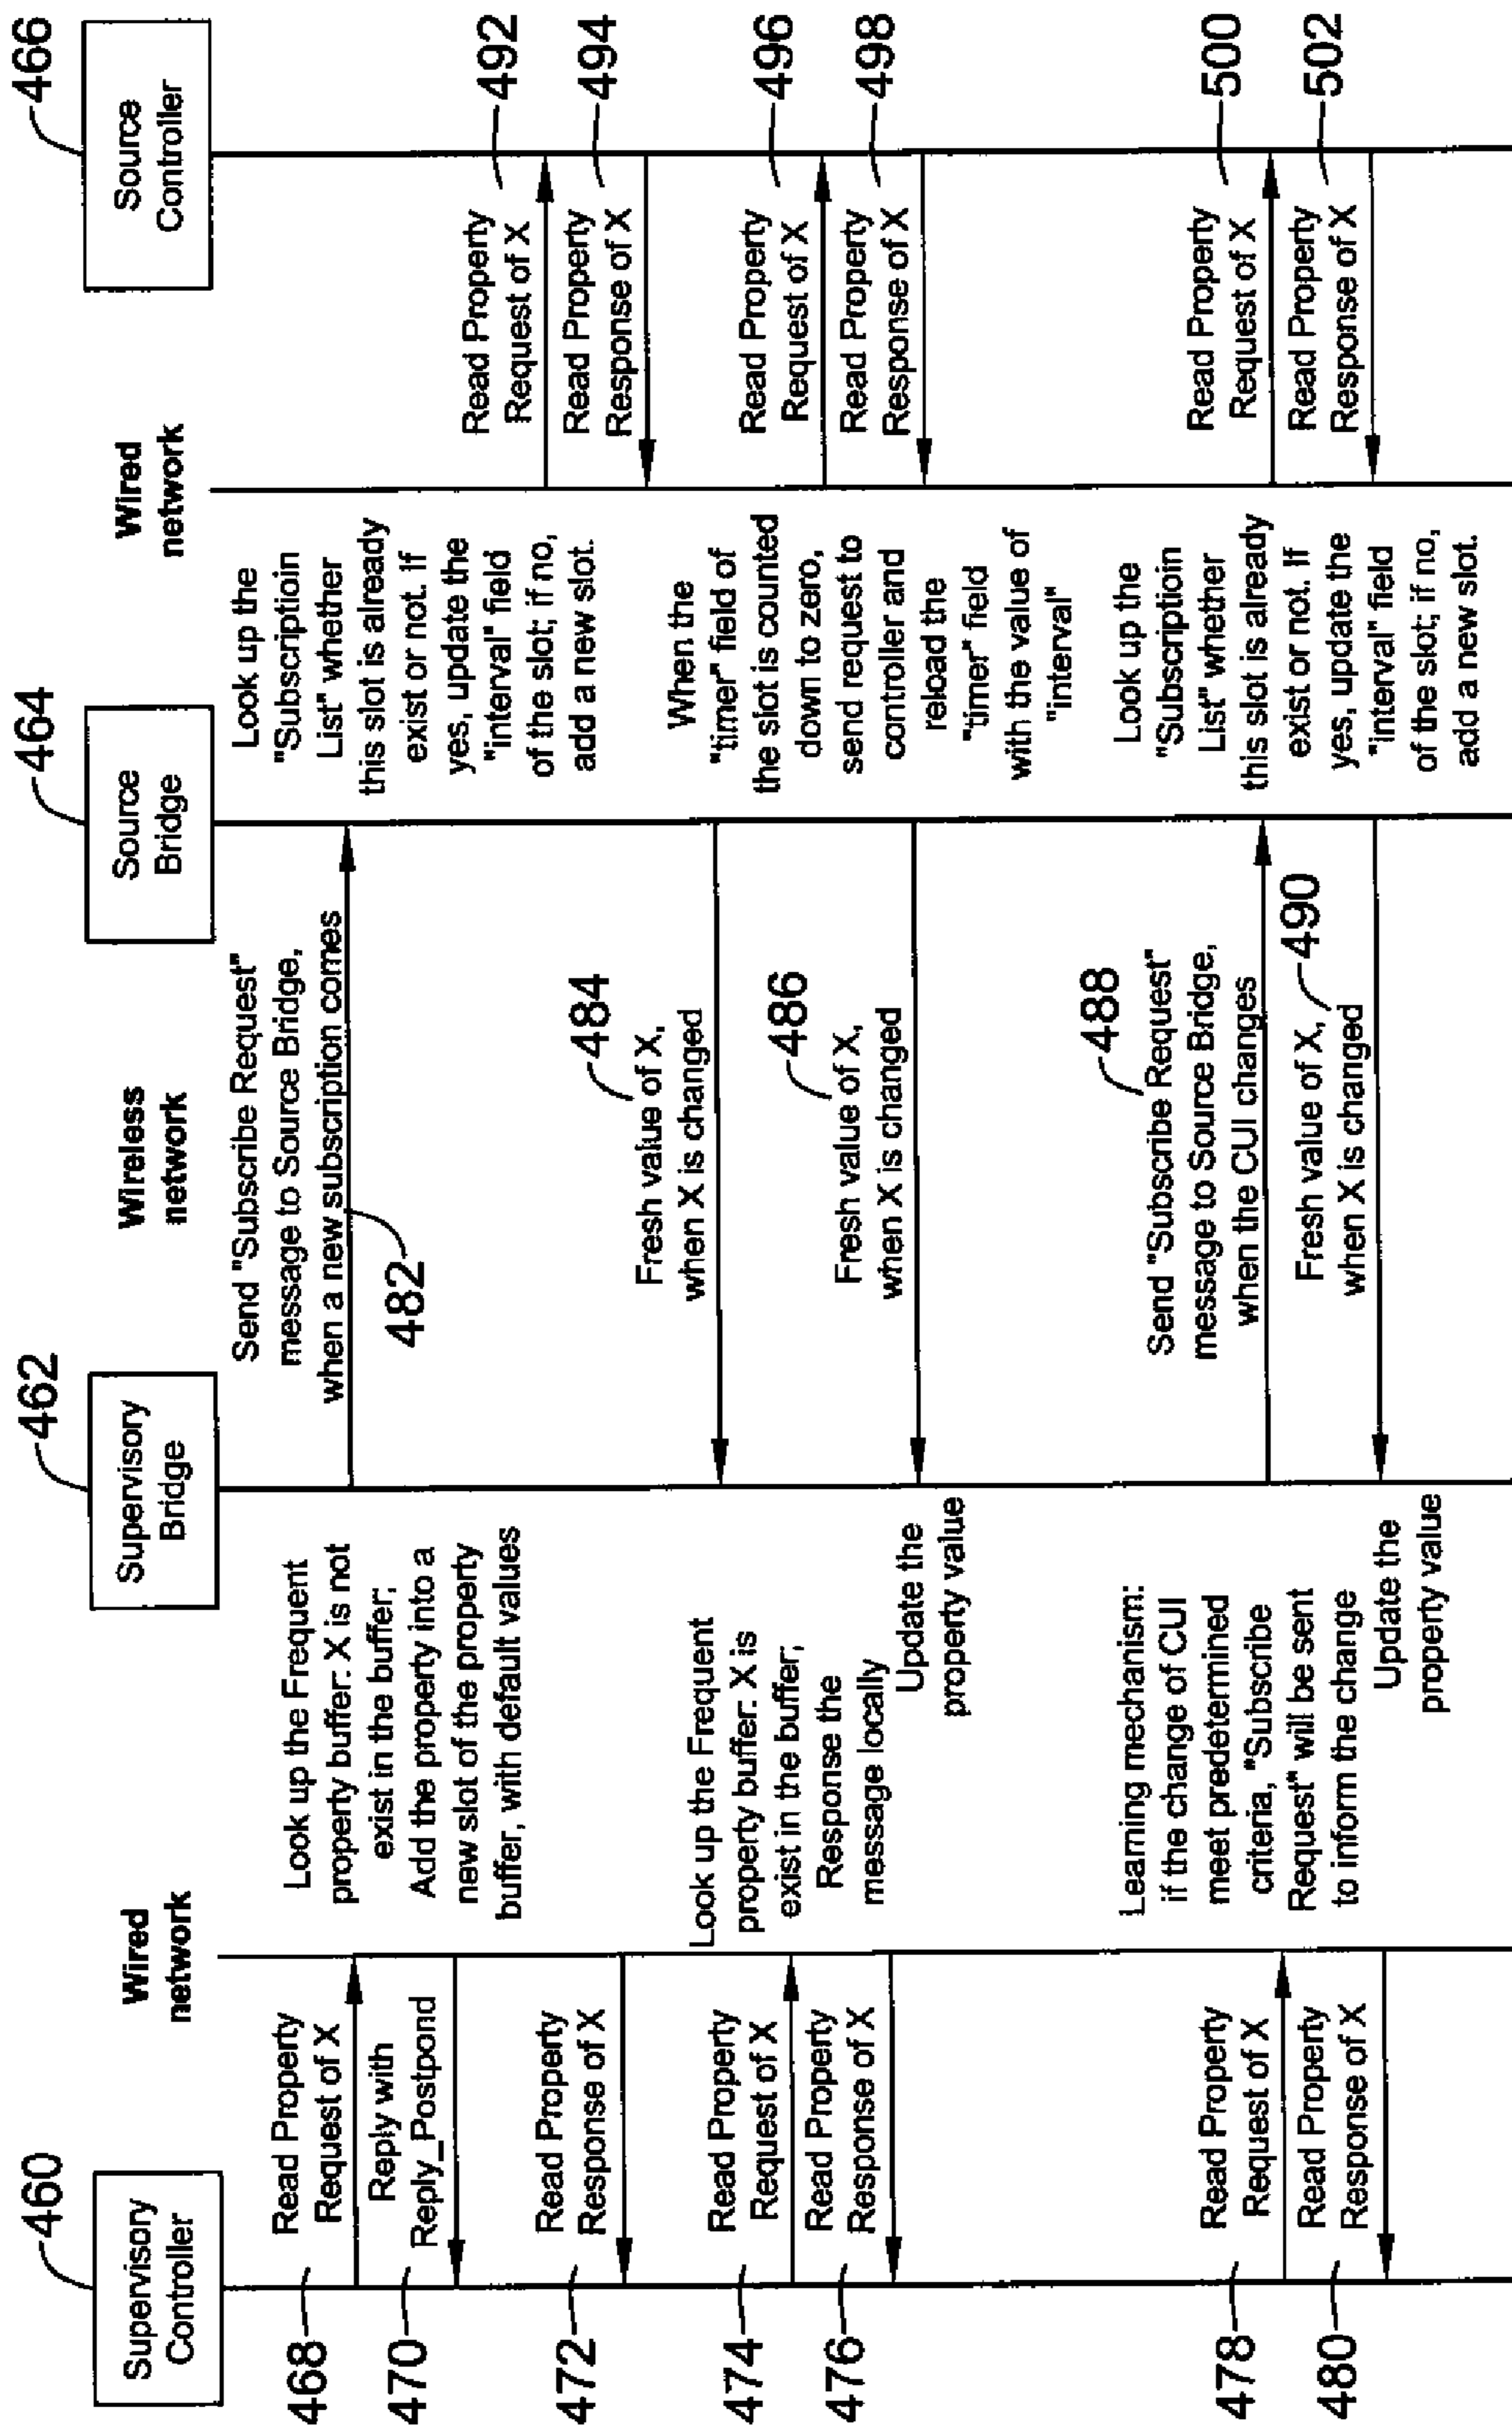 460
Supervisory
Controller
462
Supervisory
Bridge
464
Source
Bridge
466
Source
Controller
Wired
network
Wireless
network
Wired
network
468
Read Property
Request of X
470
Reply with
Reply_Postpond
472
Read Property
Response of X
474
Read Property
Request of X
476
Read Property
Response of X
478
Read Property
Request of X
480
Read Property
Response of X
Look up the Frequent
property buffer: X is not
exist in the buffer;
Add the property into a
new slot of the property
buffer, with default values
Look up the Frequent
property buffer: X is
exist in the buffer;
Response the
message locally
Update the
property value
Learning mechanism:
if the change of CUI
meet predetermined
criteria, "Subscribe
Request" will be sent
to inform the change
Update the
property value
Send "Subscribe Request"
message to Source Bridge,
when a new subscription comes
482
484
Fresh value of X,
when X is changed
486
Fresh value of X,
when X is changed
488
Send "Subscribe Request"
message to Source Bridge,
when the CUI changes
Fresh value of X,
when X is changed
490
Look up the
"Subscriptioin
List" whether
this slot is already
exist or not. If
yes, update the
"interval" field
of the slot; if no,
add a new slot.
When the
"timer" field of
the slot is counted
down to zero,
send request to
controller and
reload the
"timer" field
with the value of
"interval"
Look up the
"Subscriptioin
List" whether
this slot is already
exist or not. If
yes, update the
"interval" field
of the slot; if no,
add a new slot.
Read Property
Request of X
492
Read Property
Response of X
494
Read Property
Request of X
496
Read Property
Response of X
498
Read Property
Request of X
500
Read Property
Response of X
502